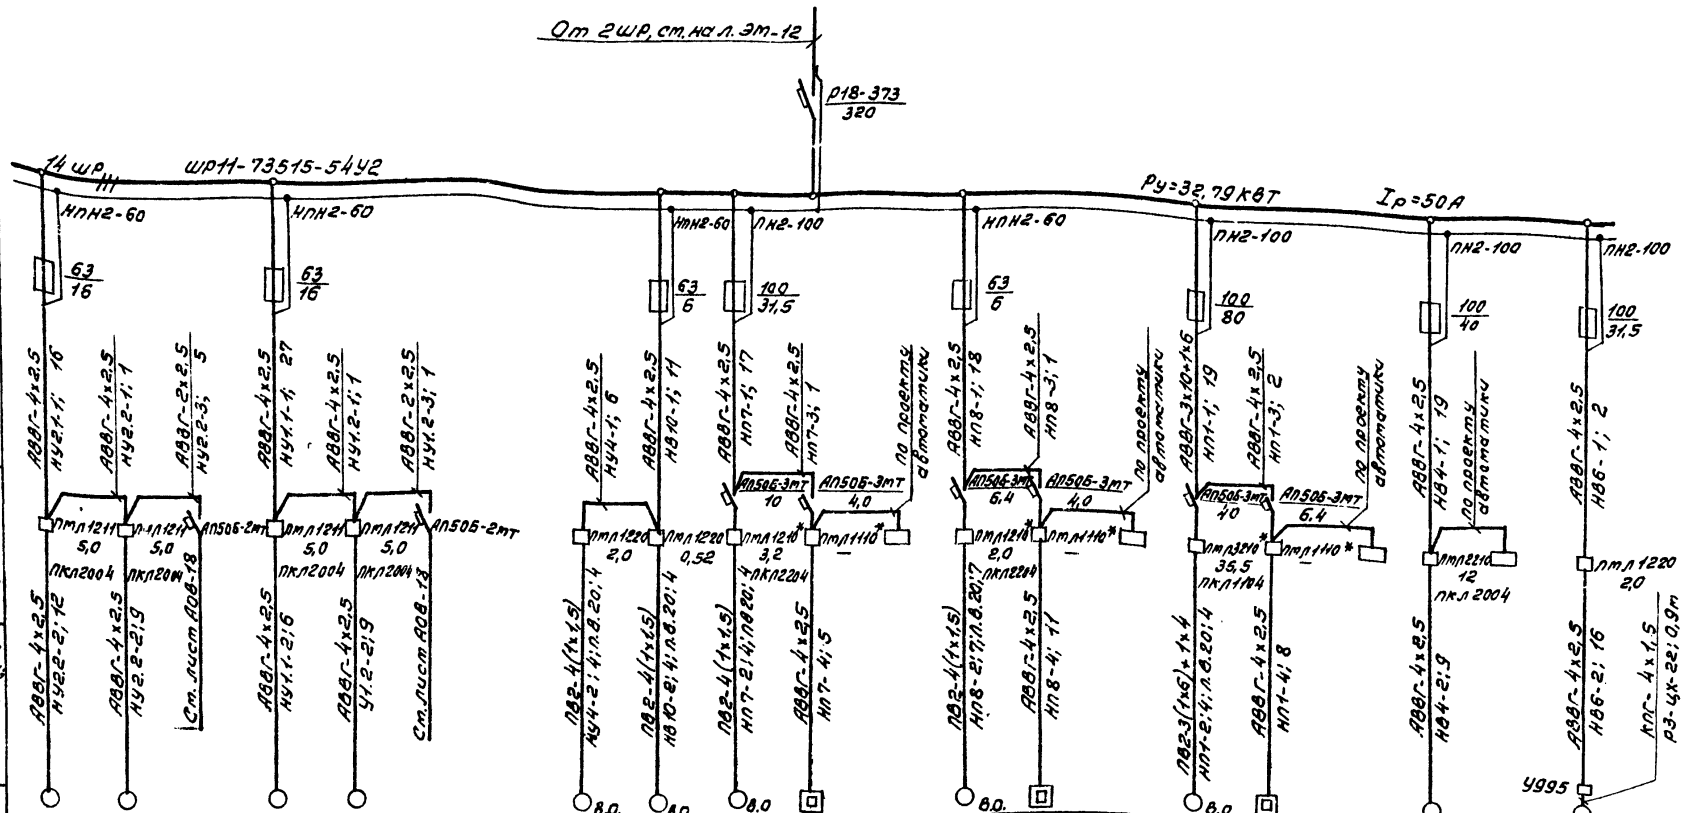 От 2ШР, см. на л. ЭМ-12
Р18-373
320
14 ШР
ШР11-73515-54У2
Ру=32,79 кВт
Iр=50А
НПН2-60
НПН2-60
НПН2-60
ПН2-100
НПН2-60
ПН2-100
ПН2-100
ПН2-100
63
16
63
16
63
6
100
31,5
63
6
100
80
100
40
100
31,5
АВВГ-4х2,5
НУ2.1-1; 16
АВВГ-4х2,5
НУ2.2-1; 1
АВВГ-2х2,5
НУ2.2-3; 5
АВВГ-4х2,5
НУ1.1-1; 27
АВВГ-4х2,5
НУ1.2-1; 1
АВВГ-2х2,5
НУ1.2-3; 1
АВВГ-4х2,5
НУ4-1; 6
АВВГ-4х2,5
НВ10-1; 11
АВВГ-4х2,5
НП7-1; 17
АВВГ-4х2,5
НП7-3; 1
по проекту
автоматики
АВВГ-4х2,5
НП8-1; 18
АВВГ-4х2,5
НП8-3; 1
по проекту
автоматики
АВВГ-3х10+1х6
НП1-1; 19
АВВГ-4х2,5
НП1-3; 2
по проекту
автоматики
АВВГ-4х2,5
НВ4-1; 19
по проекту
автоматики
АВВГ-4х2,5
НВ6-1; 2
АП50Б-3МТ
10
АП50Б-3МТ
4,0
АП50Б-3МТ
6,4
АП50Б-3МТ
4,0
АП50Б-3МТ
40
АП50Б-3МТ
6,4
ПМЛ1211
5,0
ПКЛ2004
ПМЛ1211
5,0
ПКЛ2004
АП50Б-2МТ
ПМЛ1211
5,0
ПКЛ2004
ПМЛ1211
5,0
ПКЛ2004
АП50Б-2МТ
ПМЛ1220
2,0
ПМЛ1220
0,52
ПМЛ1210*
3,2
ПКЛ2204
ПМЛ1110*
—
ПМЛ1210*
2,0
ПКЛ2204
ПМЛ1110*
—
ПМЛ3210*
35,5
ПКЛ1104
ПМЛ1110*
—
ПМЛ2210
12
ПКЛ2004
ПМЛ1220
2,0
АВВГ-4х2,5
НУ2.2-2; 12
АВВГ-4х2,5
НУ2.2-2; 9
См. лист АОВ-18
АВВГ-4х2,5
НУ1.1-2; 6
АВВГ-4х2,5
У1.2-2; 9
См. лист АОВ-18
ПВ2-4(1х1,5)
НУ4-2; 4; п.в.20; 4
ПВ2-4(1х1,5)
НВ10-2; 4; п.в.20; 4
ПВ2-4(1х1,5)
НП7-2; 4; п.в.20; 4
АВВГ-4х2,5
НП7-4; 5
ПВ2-4(1х1,5)
НП8-2; 7; п.в.20; 7
АВВГ-4х2,5
НП8-4; 11
ПВ2-3(1х6)+1х4
НП1-2; 4; п.в.20; 4
АВВГ-4х2,5
НП1-4; 8
АВВГ-4х2,5
НВ4-2; 9
АВВГ-4х2,5
НВ6-2; 16
КПГ-4х1,5
РЗ-ЦХ-22; 0,9м
У995
в.о.
в.о.
в.о
в.о.
в.о